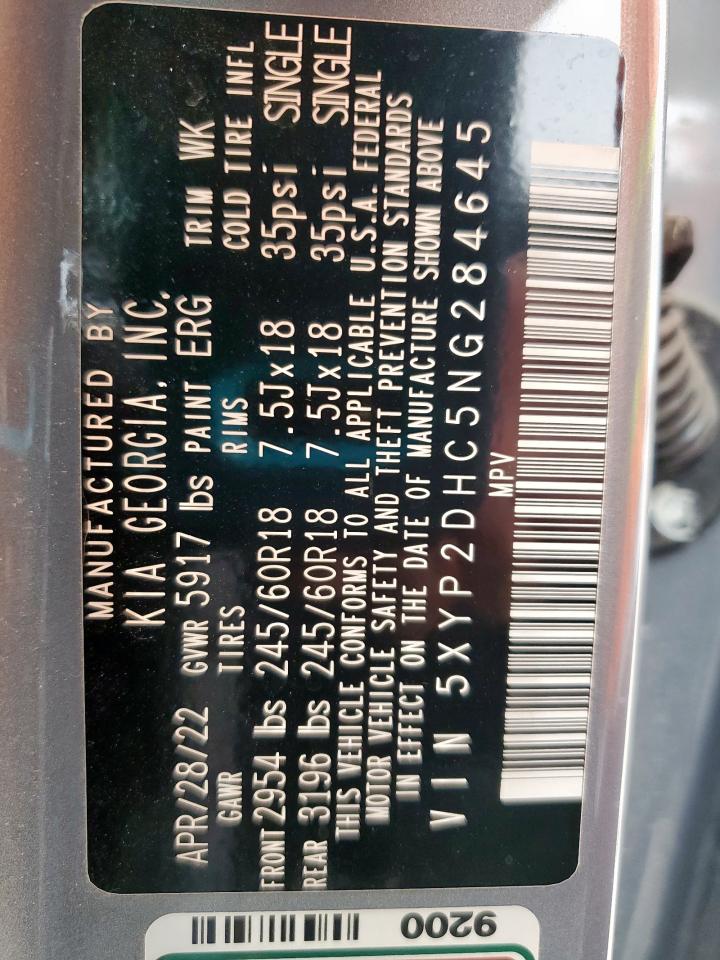 MANUFACTURED BY
KIA GEORGIA, INC.
APR/28/22 GVWR 5917 lbs PAINT ERG TRIM WK
GAWR TIRES RIMS COLD TIRE INFL
FRONT 2954 lbs 245/60R18 7.5Jx18 35psi SINGLE
REAR 3196 lbs 245/60R18 7.5Jx18 35psi SINGLE
THIS VEHICLE CONFORMS TO ALL APPLICABLE U.S.A. FEDERAL
MOTOR VEHICLE SAFETY AND THEFT PREVENTION STANDARDS
IN EFFECT ON THE DATE OF MANUFACTURE SHOWN ABOVE
VIN 5XYP2DHC5NG284645
MPV
9200